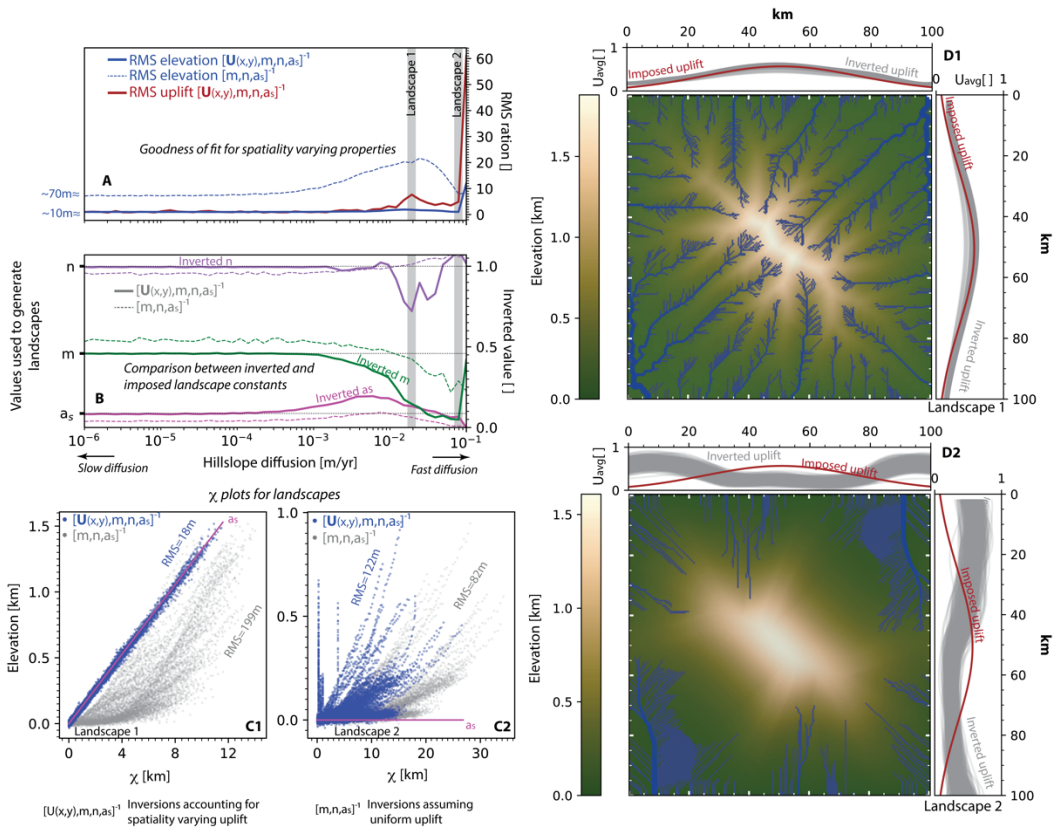 RMS elevation [U(x,y),m,n,as]-1
RMS elevation [m,n,as]-1
RMS uplift [U(x,y),m,n,as]-1
Landscape 1
Landscape 2
Goodness of fit for spatiality varying properties
A
~70m≈
~10m≈
60
50
40
30
20
10
0
RMS ration []
Values used to generate
landscapes
n
m
as
Inverted n
[U(x,y),m,n,as]-1
[m,n,as]-1
Comparison between inverted and
imposed landscape constants
Inverted m
Inverted as
B
1.0
0.5
0.0
Inverted value []
10−6 10−5 10−4 10−3 10−2 10−1
Slow diffusion
Hillslope diffusion [m/yr]
Fast diffusion
χ plots for landscapes
[U(x,y),m,n,as]-1
[m,n,as]-1
as
RMS=18m
RMS=199m
1.5
1.0
0.5
0.0
Elevation [km]
Landscape 1
C1
0 4 8 12
χ [km]
[U(x,y),m,n,as]-1
[m,n,as]-1
RMS=122m
RMS=82m
1.0
0.5
0.0
as
Landscape 2
C2
0 10 20 30
χ [km]
[U(x,y),m,n,as]-1 Inversions accounting for
spatiality varying uplift
[m,n,as]-1 Inversions assuming
uniform uplift
km
0 20 40 60 80 100
Uavg[ ]
0
1
Imposed uplift
Inverted uplift
D1
0 Uavg[ ] 1
Imposed uplift
Inverted uplift
0
20
40
60
80
100
km
1.5
1.0
0.5
0.0
Elevation [km]
Landscape 1
0 20 40 60 80 100
Uavg[ ]
0
1
Inverted uplift
Imposed uplift
D2
0 Uavg[ ] 1
Imposed uplift
Inverted uplift
0
20
40
60
80
100
km
1.5
1.0
0.5
0.0
Elevation [km]
Landscape 2